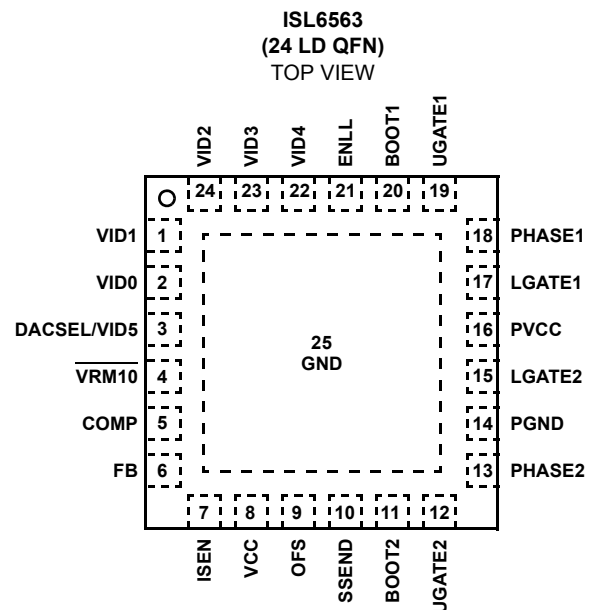 ISL6563
(24 LD QFN)
TOP VIEW
VID2
VID3
VID4
ENLL
BOOT1
UGATE1
24 23 22 21 20 19
VID1 1
VID0 2
DACSEL/VID5 3
VRM10 4
COMP 5
FB 6
18 PHASE1
17 LGATE1
16 PVCC
15 LGATE2
14 PGND
13 PHASE2
25
GND
7 8 9 10 11 12
ISEN
VCC
OFS
SSEND
BOOT2
UGATE2